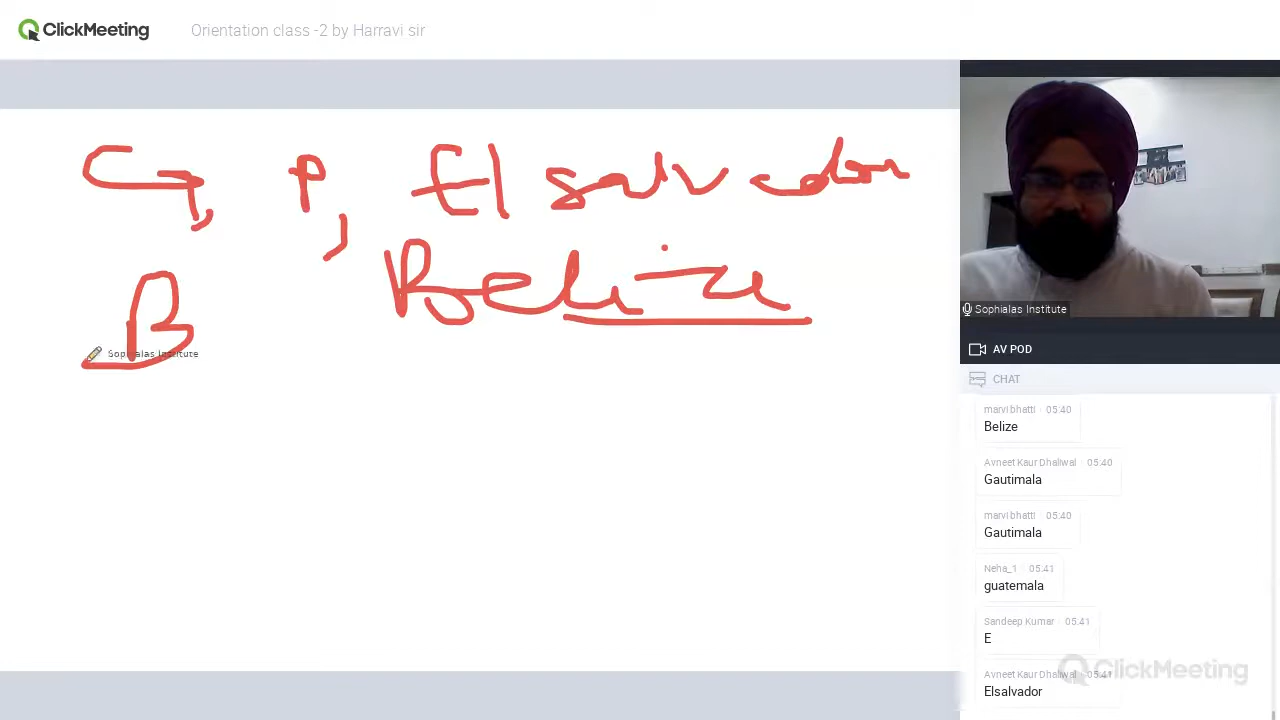 ClickMeeting
Orientation class -2 by Harravi sir
G, P, El salvador
Belize
B
Sophialas Institute
Sophialas Institute
AV POD
CHAT
marvi bhatti · 05:40
Belize
Avneet Kaur Dhaliwal · 05:40
Gautimala
marvi bhatti · 05:40
Gautimala
Neha_1 · 05:41
guatemala
Sandeep Kumar · 05:41
E
Avneet Kaur Dhaliwal · 05:41
Elsalvador
ClickMeeting